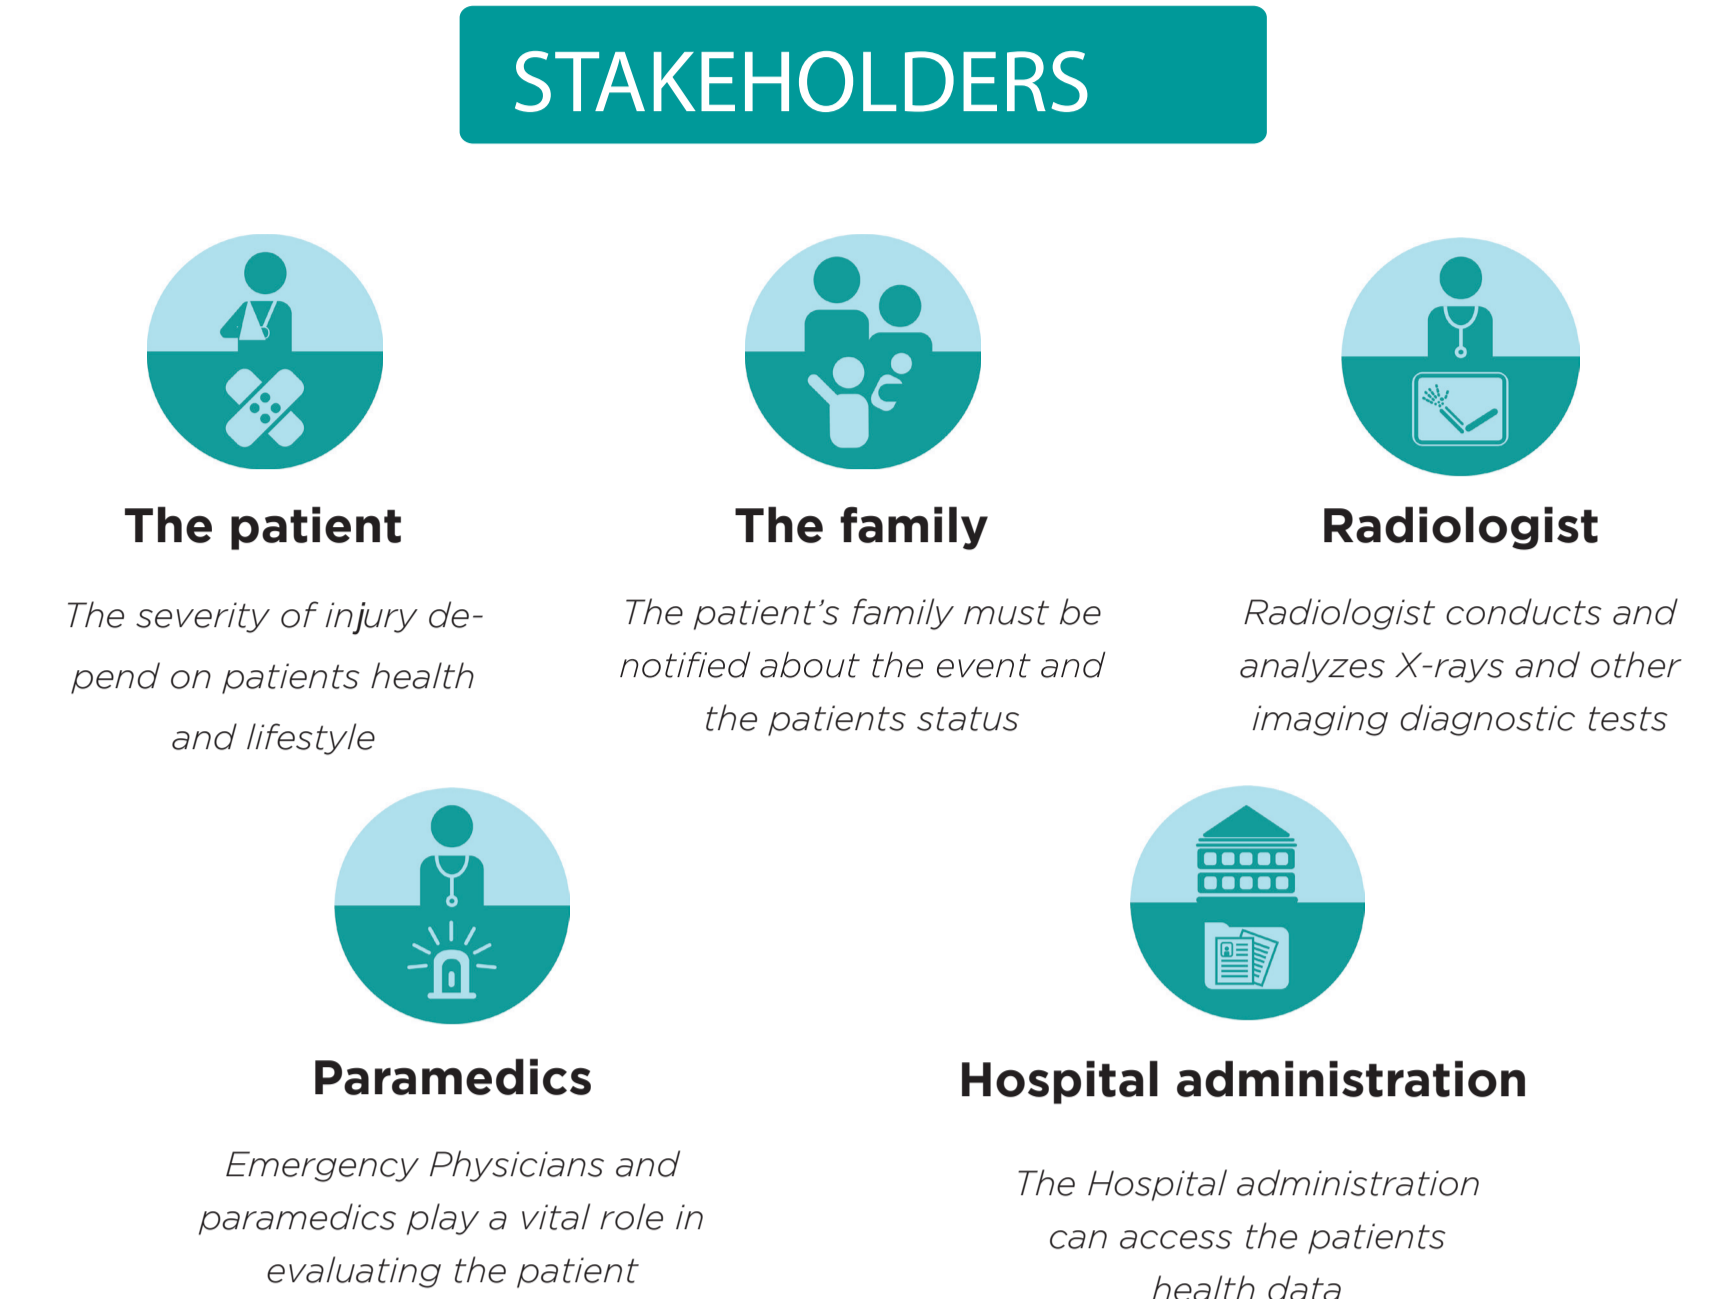 STAKEHOLDERS
The patient
The severity of injury de-
pend on patients health
and lifestyle
The family
The patient's family must be
notified about the event and
the patients status
Radiologist
Radiologist conducts and
analyzes X-rays and other
imaging diagnostic tests
Paramedics
Emergency Physicians and
paramedics play a vital role in
evaluating the patient
Hospital administration
The Hospital administration
can access the patients
health data